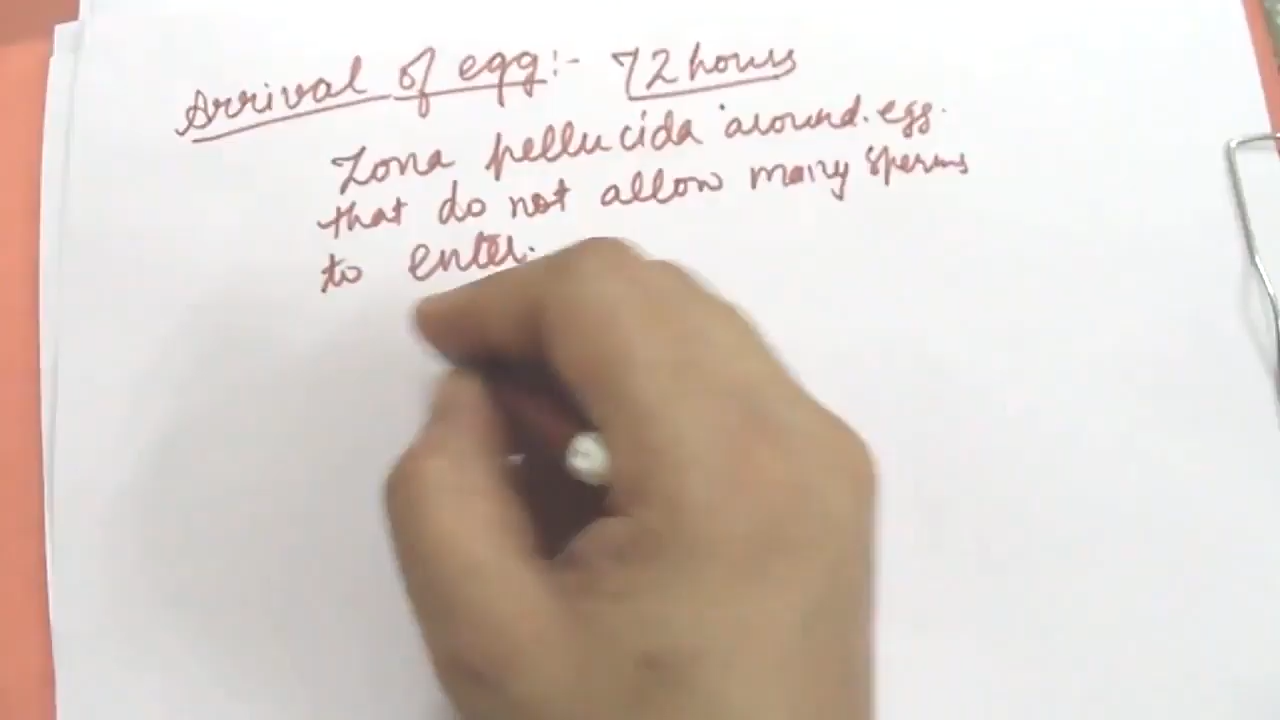 Arrival of egg:- 72 hours
Zona pellucida around egg.
that do not allow many sperms
to enter.